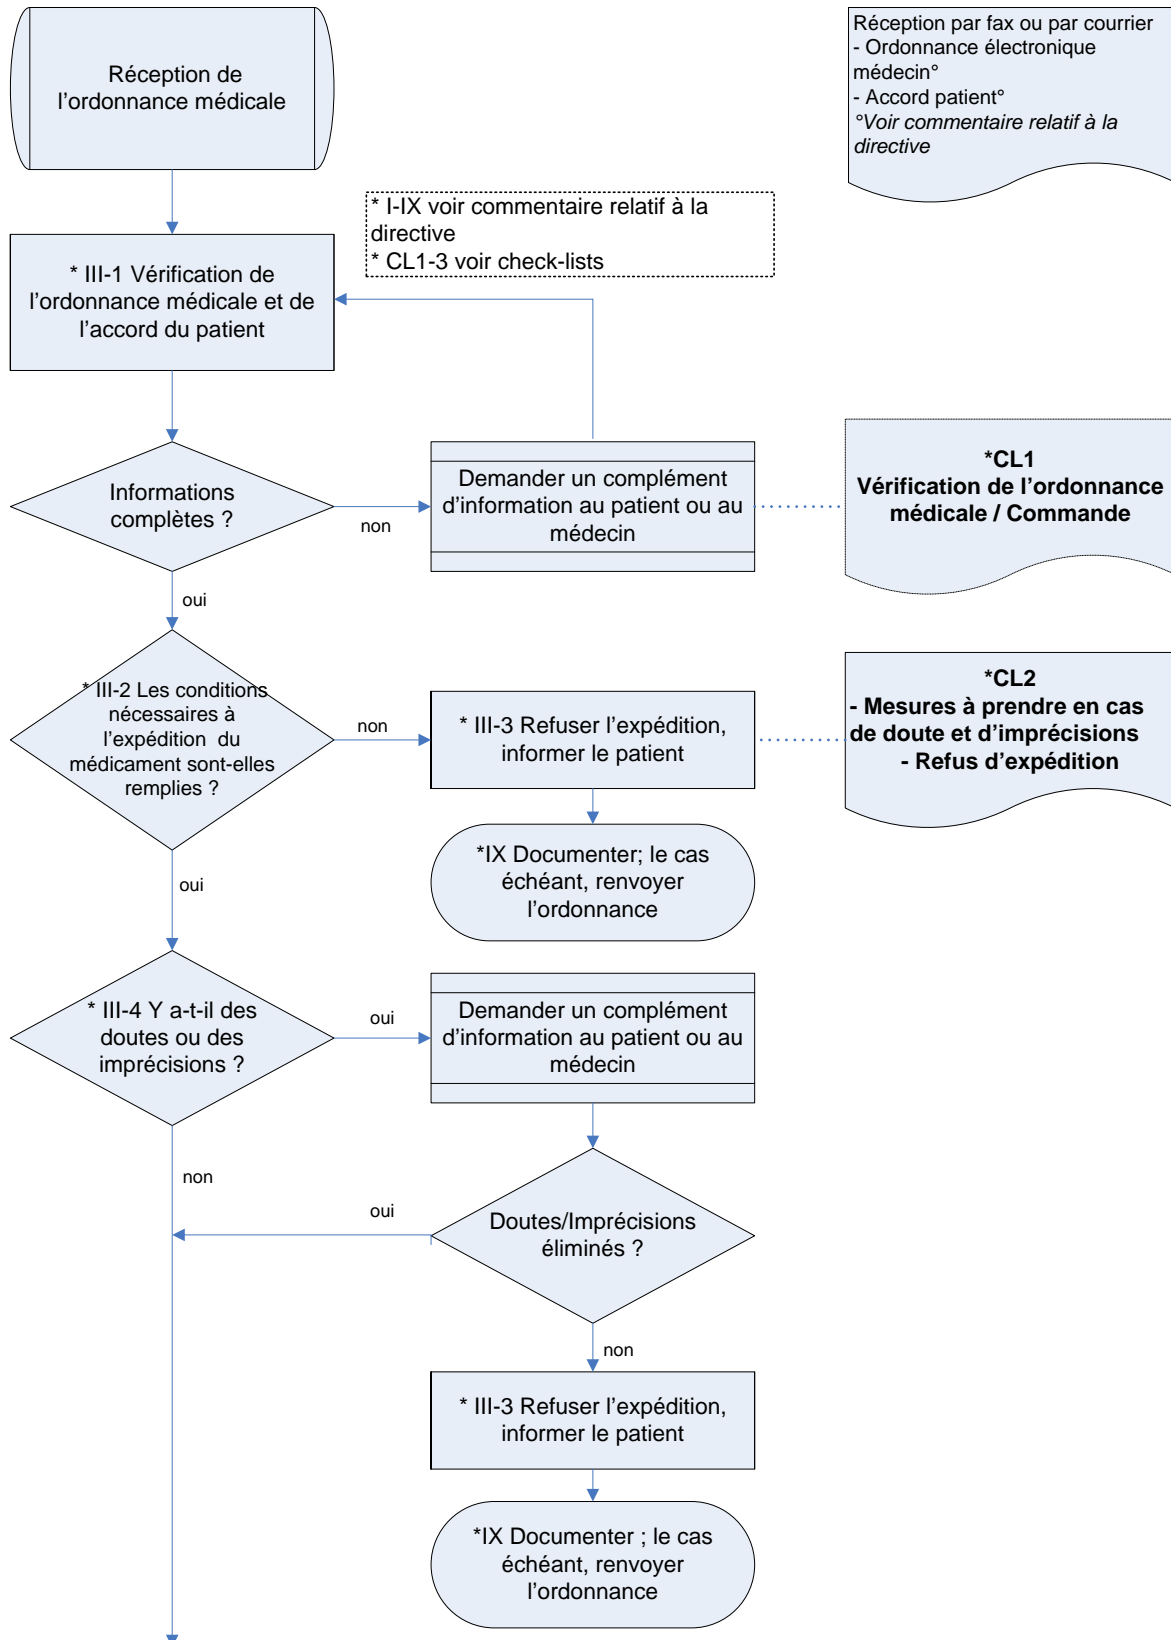 Réception de
l'ordonnance médicale
Réception par fax ou par courrier
- Ordonnance électronique
médecin°
- Accord patient°
°Voir commentaire relatif à la
directive
* I-IX voir commentaire relatif à la
directive
* CL1-3 voir check-lists
* III-1 Vérification de
l'ordonnance médicale et de
l'accord du patient
Informations
complètes ?
non
Demander un complément
d'information au patient ou au
médecin
*CL1
Vérification de l'ordonnance
médicale / Commande
oui
* III-2 Les conditions
nécessaires à
l'expédition du
médicament sont-elles
remplies ?
non
* III-3 Refuser l'expédition,
informer le patient
*CL2
- Mesures à prendre en cas
de doute et d'imprécisions
- Refus d'expédition
*IX Documenter; le cas
échéant, renvoyer
l'ordonnance
oui
* III-4 Y a-t-il des
doutes ou des
imprécisions ?
oui
Demander un complément
d'information au patient ou au
médecin
non
oui
Doutes/Imprécisions
éliminés ?
non
* III-3 Refuser l'expédition,
informer le patient
*IX Documenter ; le cas
échéant, renvoyer
l'ordonnance